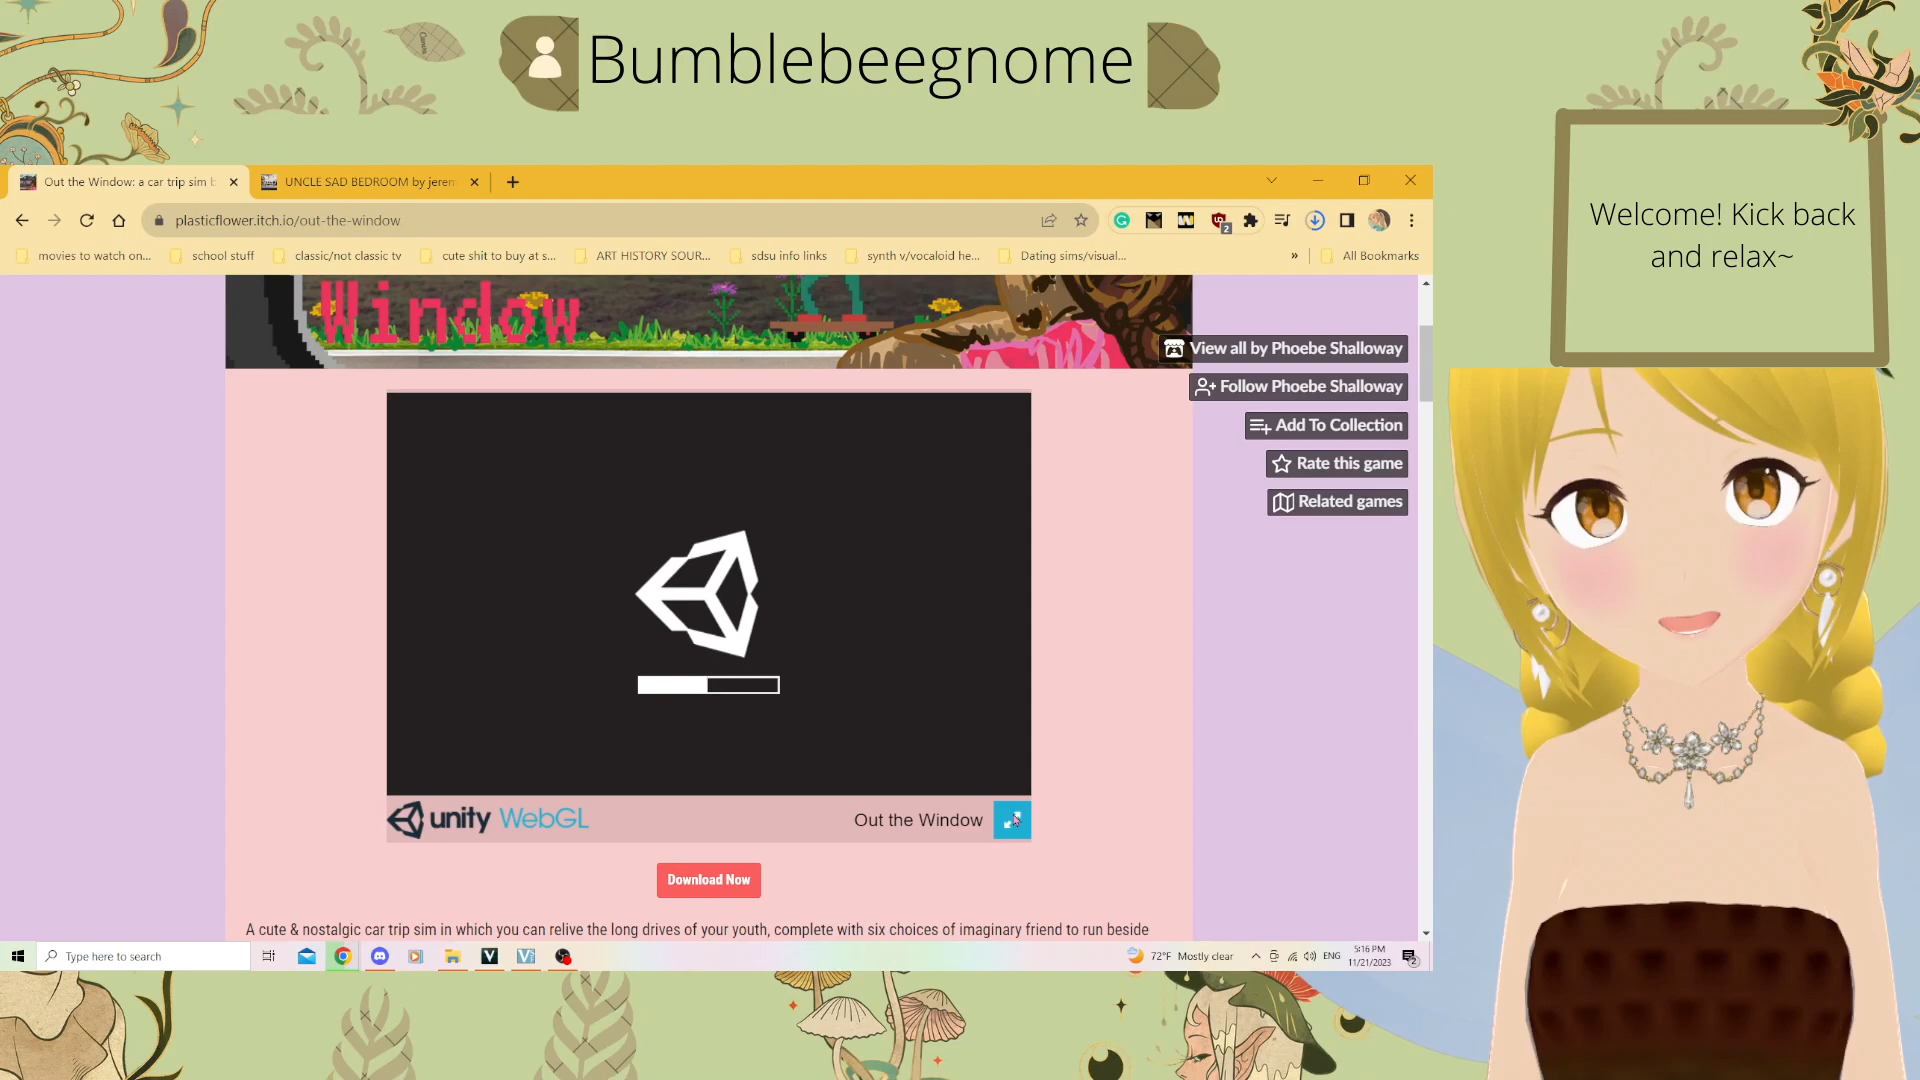 Bumblebeegnome
Welcome! Kick back
and relax~
Out the Window: a car trip sim b
UNCLE SAD BEDROOM by jerem
plasticflower.itch.io/out-the-window
2
movies to watch on...
school stuff
classic/not classic tv
cute shit to buy at s...
ART HISTORY SOUR...
sdsu info links
synth v/vocaloid he...
Dating sims/visual...
»
All Bookmarks
Window
View all by Phoebe Shalloway
Follow Phoebe Shalloway
Add To Collection
Rate this game
Related games
unity WebGL
Out the Window
Download Now
A cute & nostalgic car trip sim in which you can relive the long drives of your youth, complete with six choices of imaginary friend to run beside
Type here to search
72°F Mostly clear
ENG
5:16 PM
11/21/2023
2